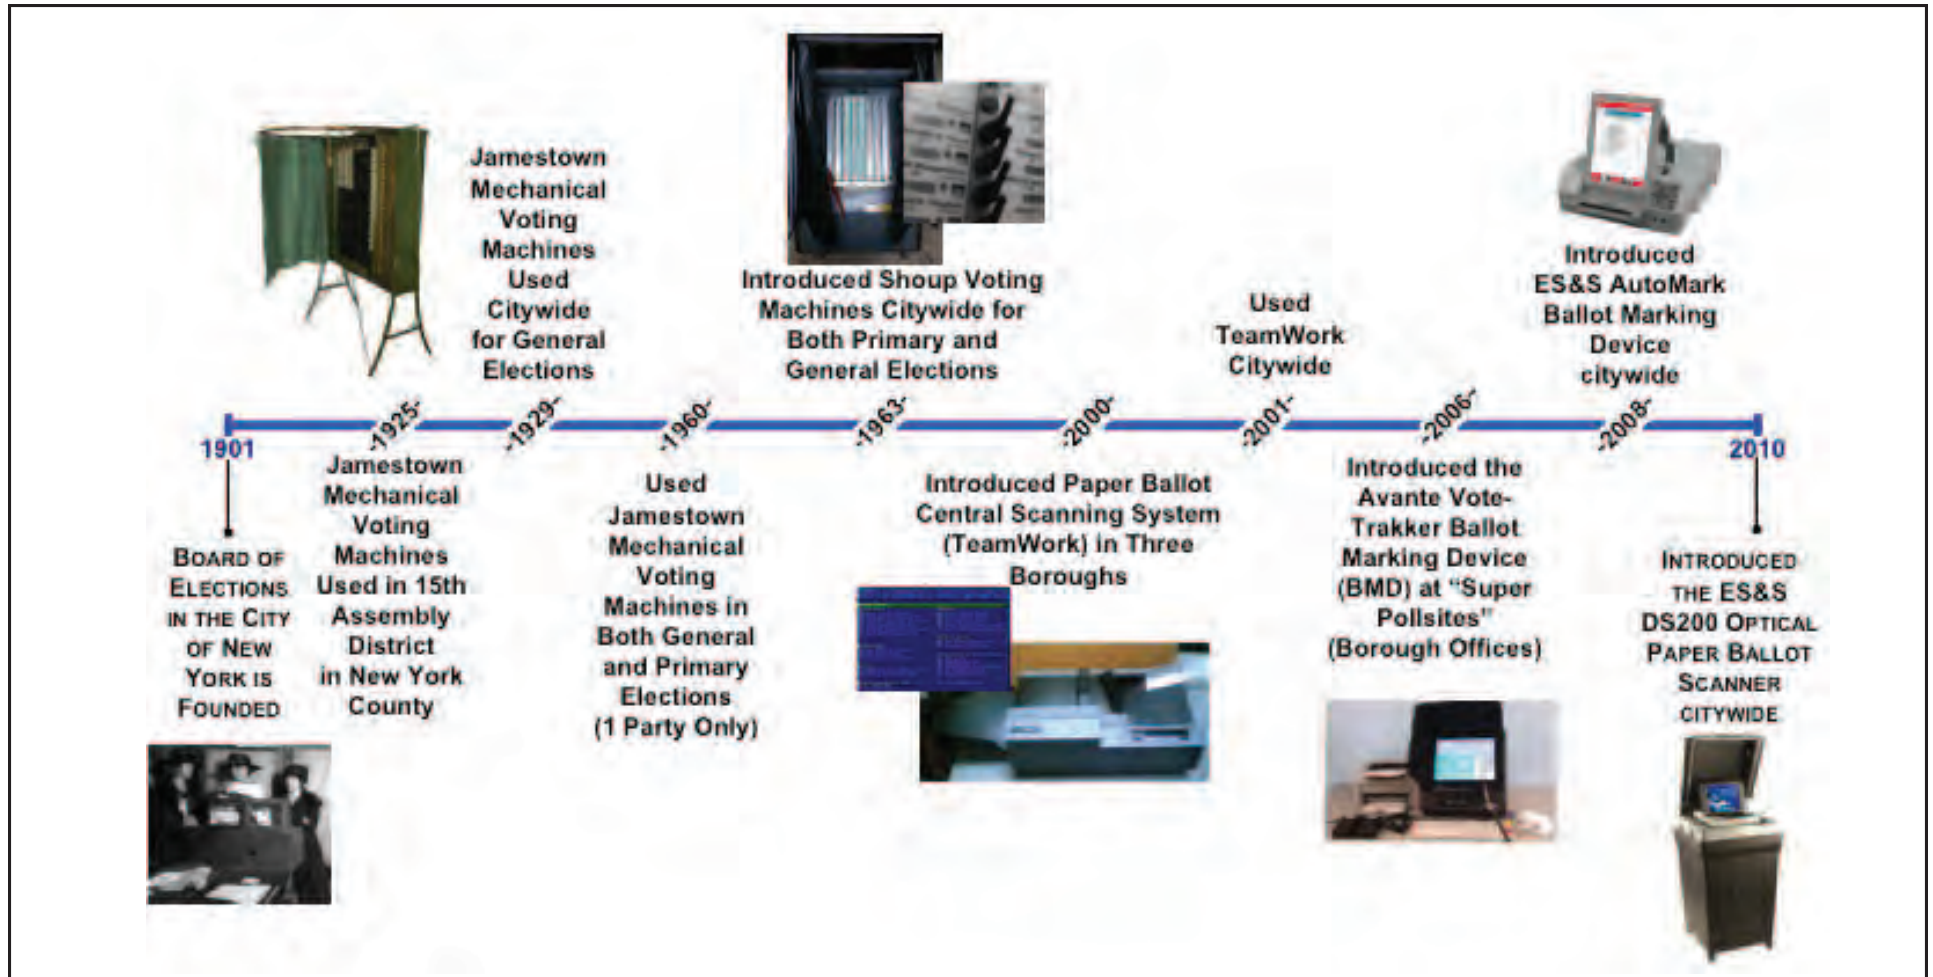 Jamestown
Mechanical
Voting
Machines
Used
Citywide
for General
Elections
Introduced Shoup Voting
Machines Citywide for
Both Primary and
General Elections
Used
TeamWork
Citywide
Introduced
ES&S AutoMark
Ballot Marking
Device
citywide
1901
-1925-
-1929-
-1960-
-1963-
-2000-
-2001-
-2006-
-2008-
2010
BOARD OF
ELECTIONS
IN THE CITY
OF NEW
YORK IS
FOUNDED
Jamestown
Mechanical
Voting
Machines
Used in 15th
Assembly
District
in New York
County
Used
Jamestown
Mechanical
Voting
Machines in
Both General
and Primary
Elections
(1 Party Only)
Introduced Paper Ballot
Central Scanning System
(TeamWork) in Three
Boroughs
Introduced the
Avante Vote-
Trakker Ballot
Marking Device
(BMD) at “Super
Pollsites”
(Borough Offices)
INTRODUCED
THE ES&S
DS200 OPTICAL
PAPER BALLOT
SCANNER
CITYWIDE